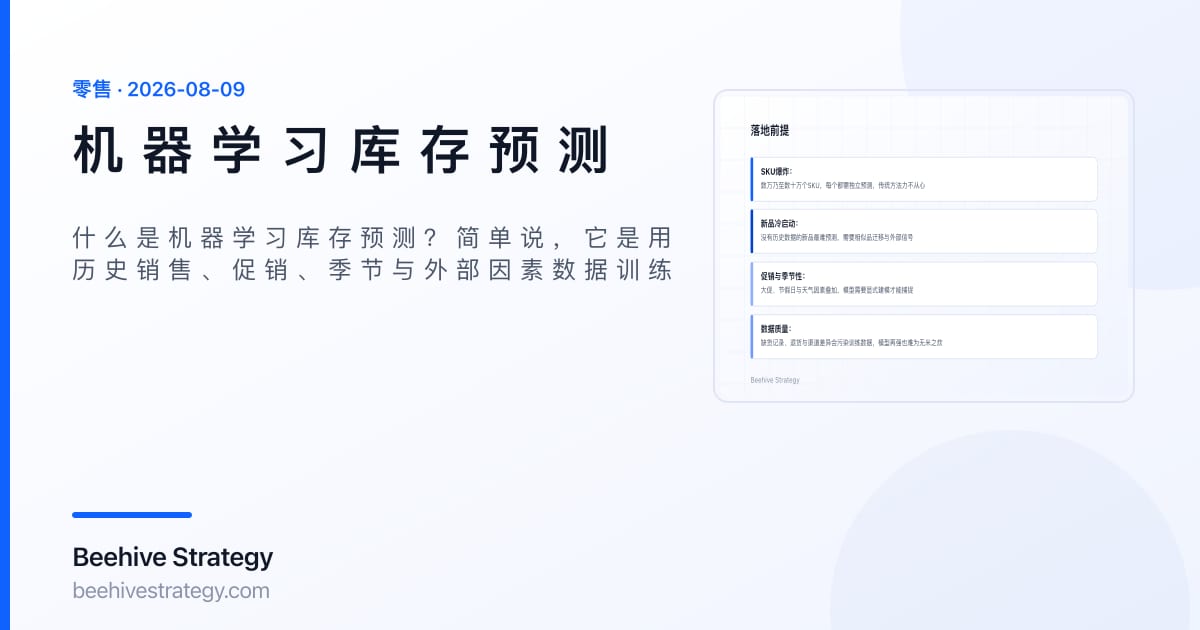 零售 · 2026-08-09
机器学习库存预测
什么是机器学习库存预测？简单说，它是用
历史销售、促销、季节与外部因素数据训练
落地前提
SKU爆炸：
数万乃至数十万个SKU，每个都要独立预测，传统方法力不从心
新品冷启动：
没有历史数据的新品最难预测，需要相似品迁移与外部信号
促销与季节性：
大促、节假日与天气因素叠加，模型需要显式建模才能捕捉
数据质量：
缺货记录、退货与渠道差异会污染训练数据，模型再强也难为无米之炊
Beehive Strategy
Beehive Strategy
beehivestrategy.com